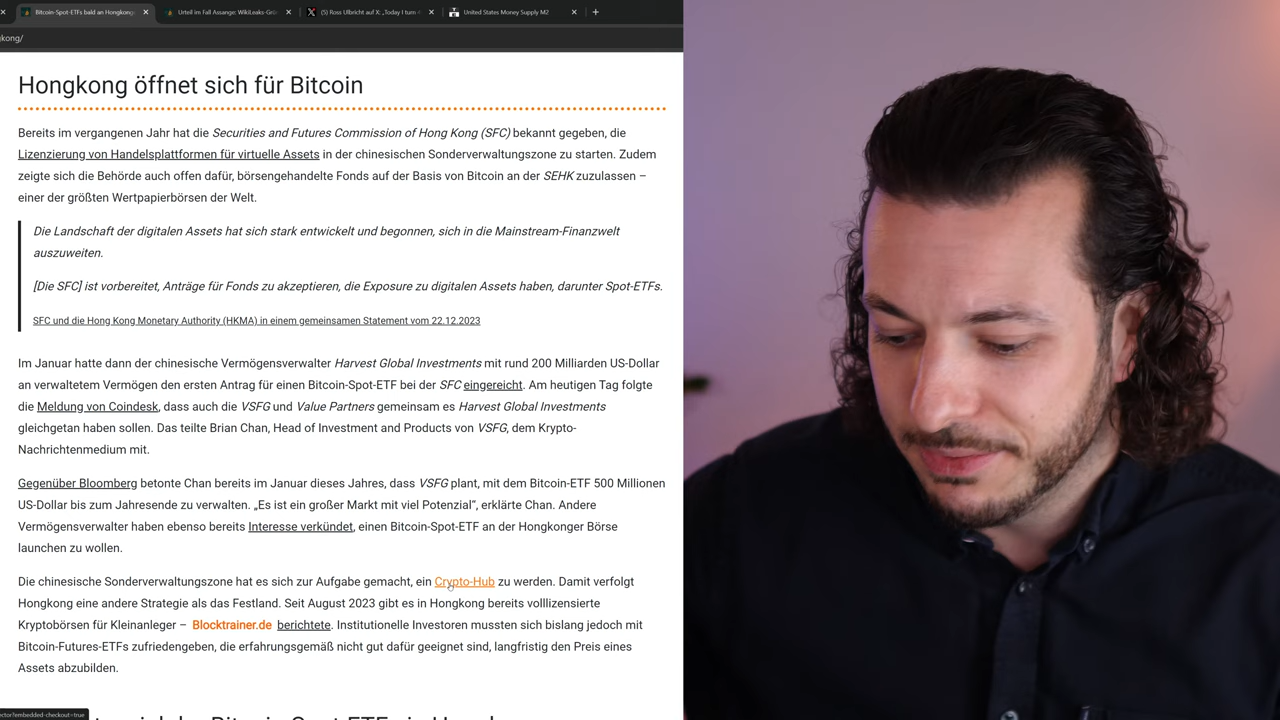 Bitcoin-Spot-ETFs bald an Hongkong
Urteil im Fall Assange: WikiLeaks-Grü
(5) Ross Ulbricht auf X: „Today I turn
United States Money Supply M2
kong/
Hongkong öffnet sich für Bitcoin
Bereits im vergangenen Jahr hat die Securities and Futures Commission of Hong Kong (SFC) bekannt gegeben, die
Lizenzierung von Handelsplattformen für virtuelle Assets in der chinesischen Sonderverwaltungszone zu starten. Zudem
zeigte sich die Behörde auch offen dafür, börsengehandelte Fonds auf der Basis von Bitcoin an der SEHK zuzulassen –
einer der größten Wertpapierbörsen der Welt.
Die Landschaft der digitalen Assets hat sich stark entwickelt und begonnen, sich in die Mainstream-Finanzwelt
auszuweiten.
[Die SFC] ist vorbereitet, Anträge für Fonds zu akzeptieren, die Exposure zu digitalen Assets haben, darunter Spot-ETFs.
SFC und die Hong Kong Monetary Authority (HKMA) in einem gemeinsamen Statement vom 22.12.2023
Im Januar hatte dann der chinesische Vermögensverwalter Harvest Global Investments mit rund 200 Milliarden US-Dollar
an verwaltetem Vermögen den ersten Antrag für einen Bitcoin-Spot-ETF bei der SFC eingereicht. Am heutigen Tag folgte
die Meldung von Coindesk, dass auch die VSFG und Value Partners gemeinsam es Harvest Global Investments
gleichgetan haben sollen. Das teilte Brian Chan, Head of Investment and Products von VSFG, dem Krypto-
Nachrichtenmedium mit.
Gegenüber Bloomberg betonte Chan bereits im Januar dieses Jahres, dass VSFG plant, mit dem Bitcoin-ETF 500 Millionen
US-Dollar bis zum Jahresende zu verwalten. „Es ist ein großer Markt mit viel Potenzial“, erklärte Chan. Andere
Vermögensverwalter haben ebenso bereits Interesse verkündet, einen Bitcoin-Spot-ETF an der Hongkonger Börse
launchen zu wollen.
Die chinesische Sonderverwaltungszone hat es sich zur Aufgabe gemacht, ein Crypto-Hub zu werden. Damit verfolgt
Hongkong eine andere Strategie als das Festland. Seit August 2023 gibt es in Hongkong bereits volllizensierte
Kryptobörsen für Kleinanleger – Blocktrainer.de berichtete. Institutionelle Investoren mussten sich bislang jedoch mit
Bitcoin-Futures-ETFs zufriedengeben, die erfahrungsgemäß nicht gut dafür geeignet sind, langfristig den Preis eines
Assets abzubilden.
ector?embedded-checkout=true